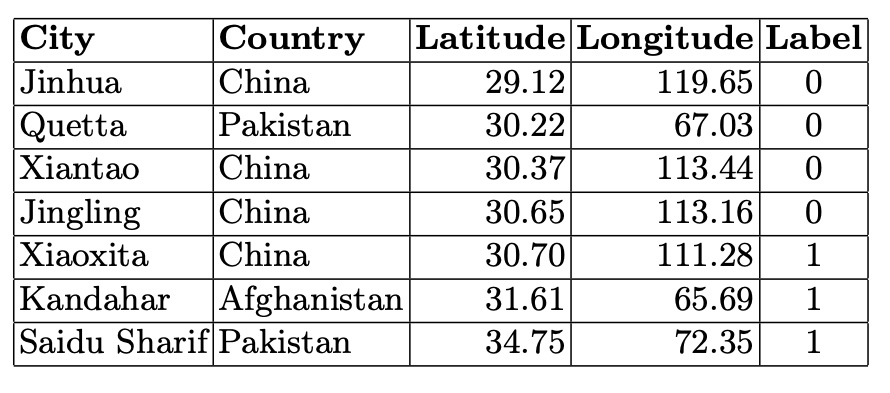 City Country Latitude Longitude Label
Jinhua China 29.12 119.65 0
Quetta Pakistan 30.22 67.03 0
Xiantao China 30.37 113.44 0
Jingling China 30.65 113.16 0
Xiaoxita China 30.70 111.28 1
Kandahar Afghanistan 31.61 65.69 1
Saidu Sharif Pakistan 34.75 72.35 1